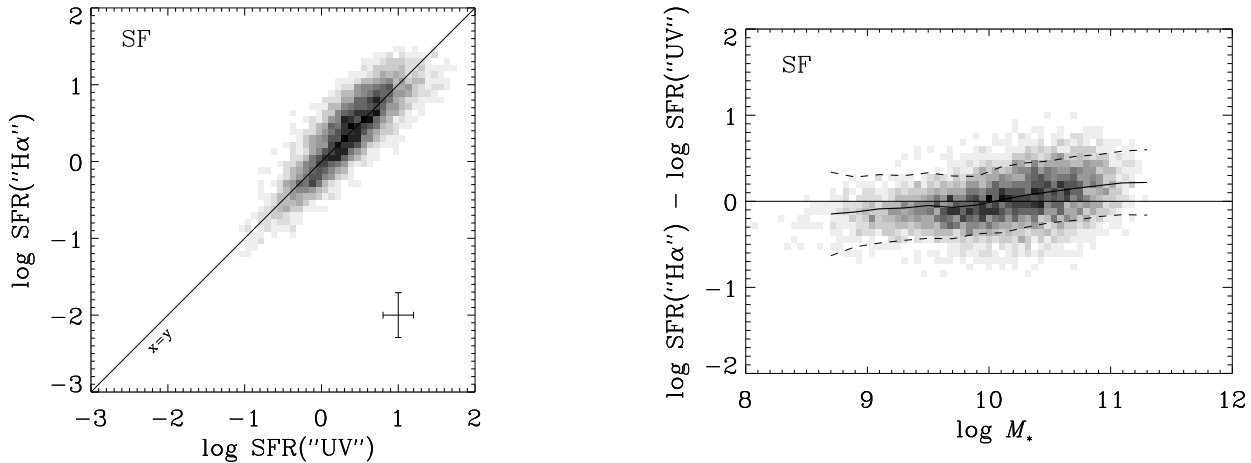 SF
2
1
0
−1
−2
−3
log SFR("Hα")
x=y
−3 −2 −1 0 1 2
log SFR("UV")
SF
2
1
0
−1
−2
log SFR("Hα") − log SFR("UV")
8 9 10 11 12
log M*